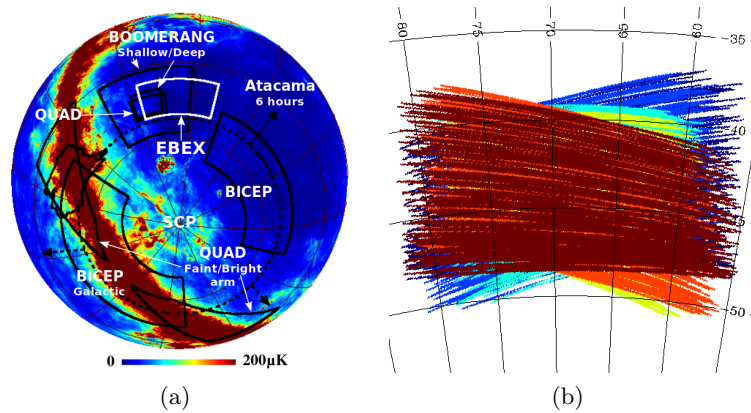 BOOMERANG
Shallow/Deep
Atacama
6 hours
QUAD
EBEX
BICEP
SCP
QUAD
Faint/Bright
arm
BICEP
Galactic
0 200μK
(a)
80 75 70 65 60
-35
-40
-45
-50
(b)